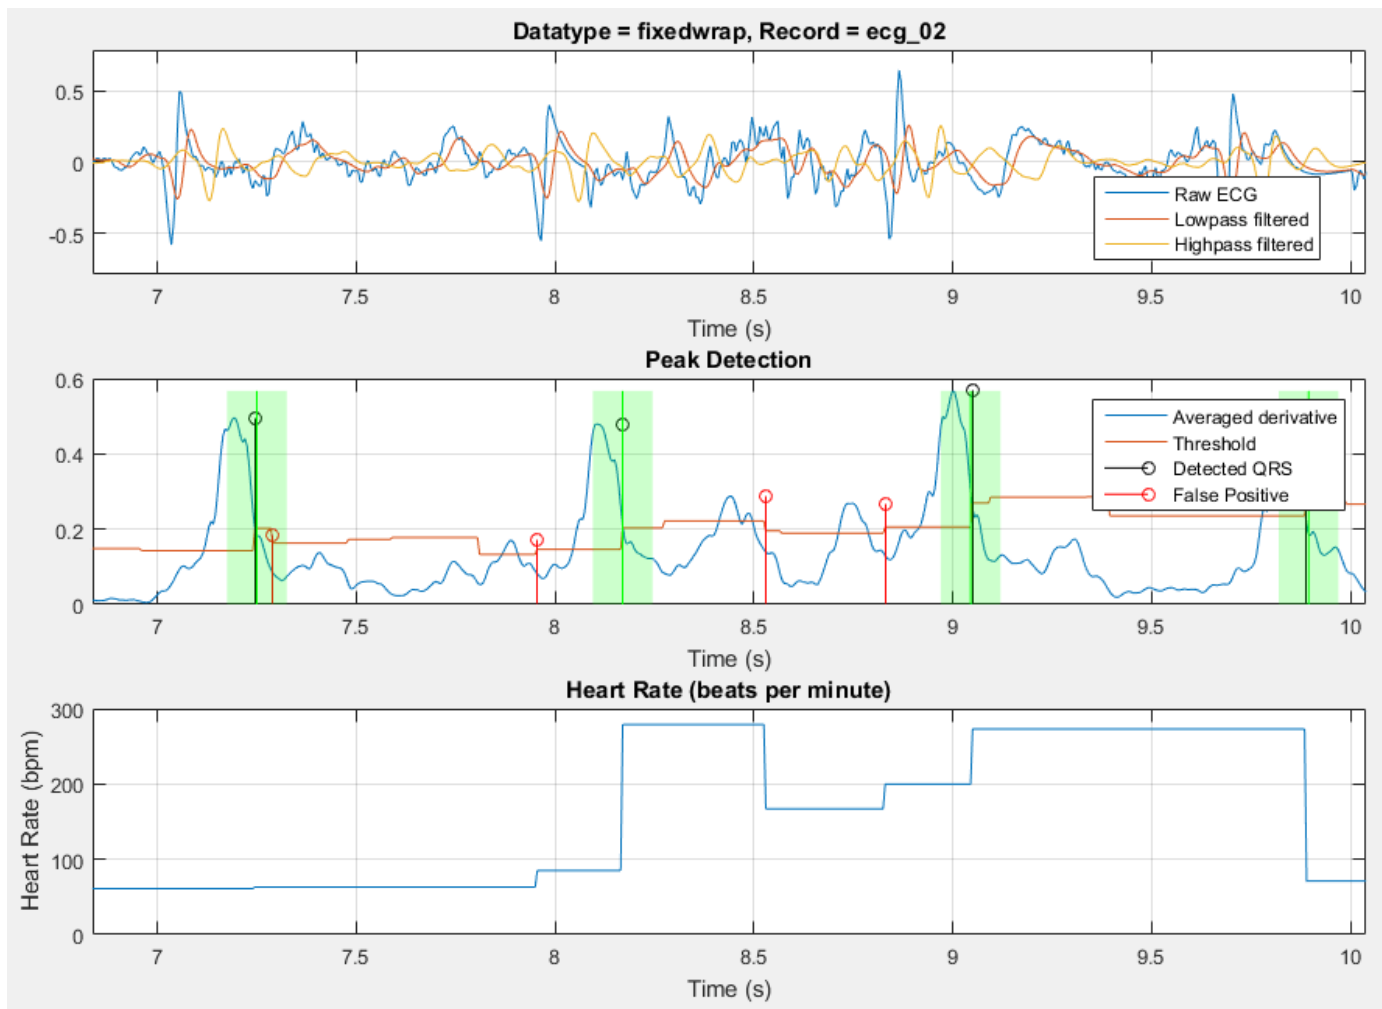 Datatype = fixedwrap, Record = ecg_02
0.5
0
-0.5
Raw ECG
Lowpass filtered
Highpass filtered
7 7.5 8 8.5 9 9.5 10
Time (s)
Peak Detection
0.6
0.4
0.2
0
Averaged derivative
Threshold
Detected QRS
False Positive
7 7.5 8 8.5 9 9.5 10
Time (s)
Heart Rate (beats per minute)
Heart Rate (bpm)
300
200
100
0
7 7.5 8 8.5 9 9.5 10
Time (s)